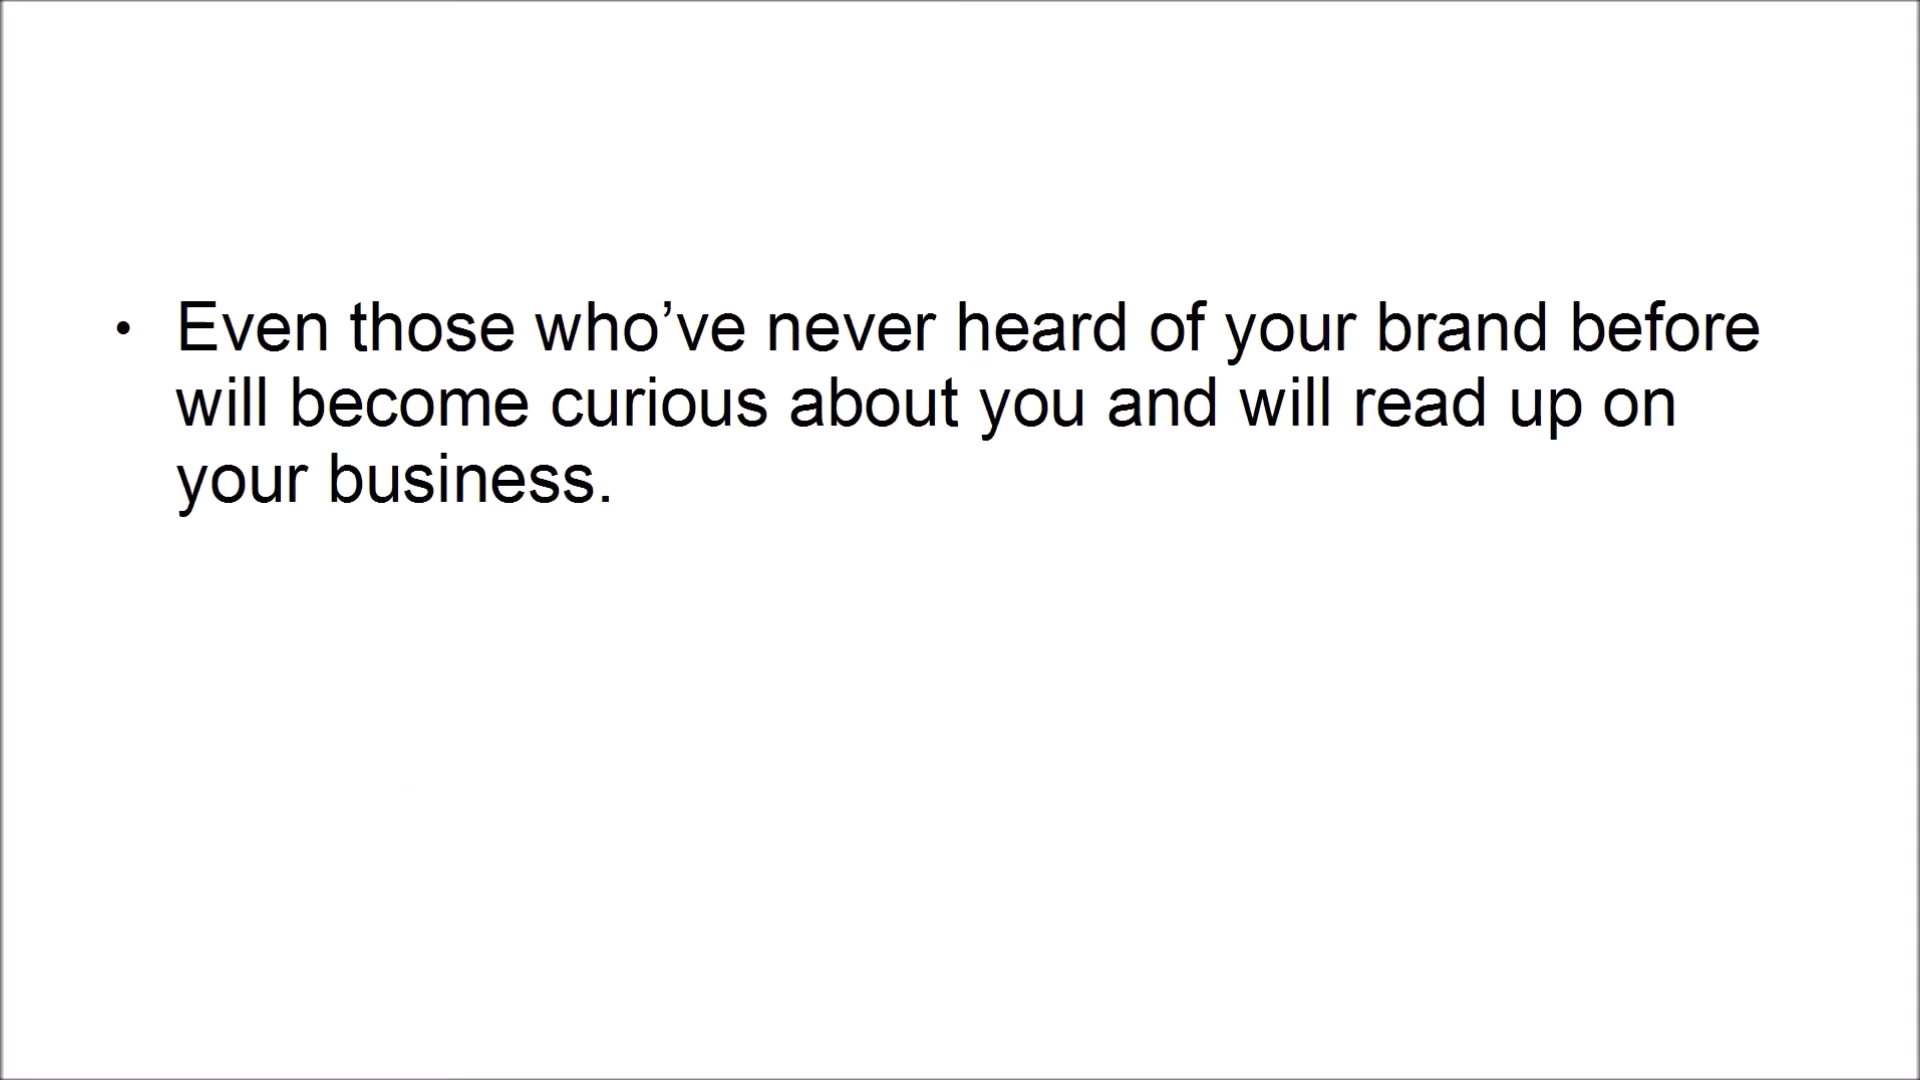 • Even those who’ve never heard of your brand before
will become curious about you and will read up on
your business.